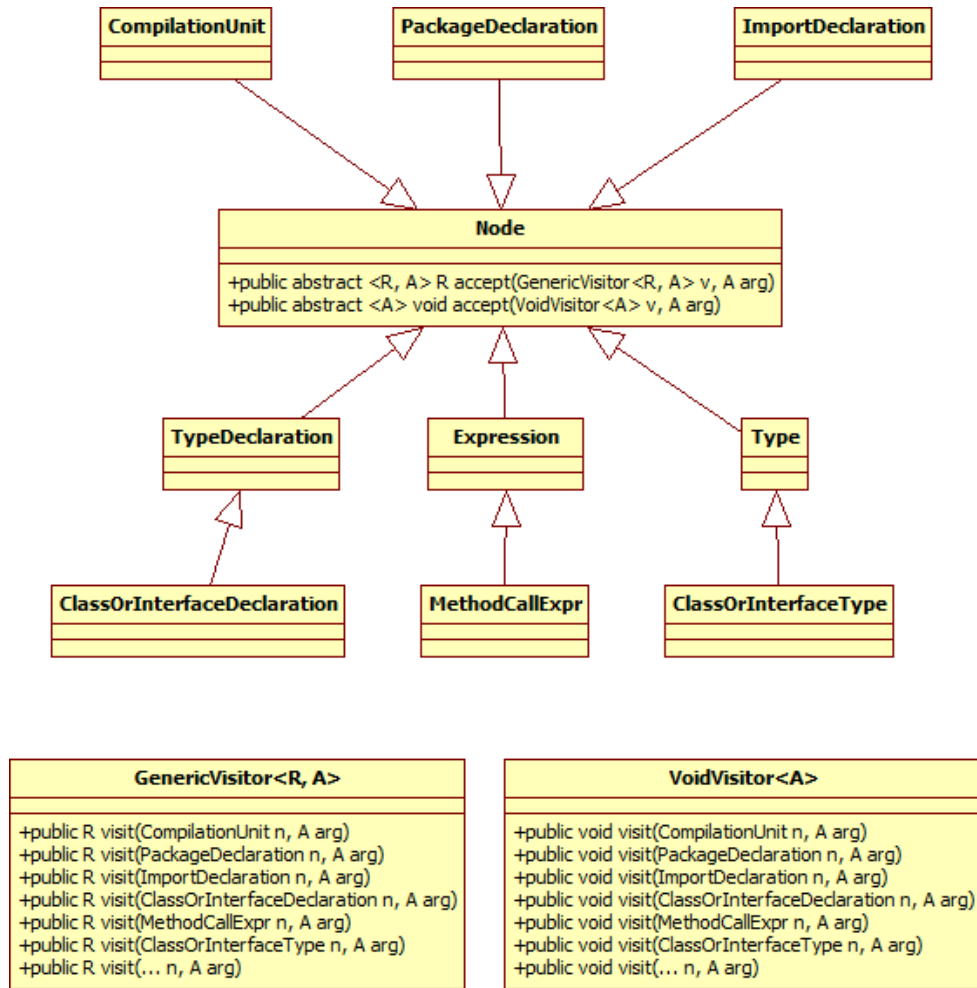 CompilationUnit
PackageDeclaration
ImportDeclaration
Node
+public abstract <R, A> R accept(GenericVisitor<R, A> v, A arg)
+public abstract <A> void accept(VoidVisitor<A> v, A arg)
TypeDeclaration
Expression
Type
ClassOrInterfaceDeclaration
MethodCallExpr
ClassOrInterfaceType
GenericVisitor<R, A>
+public R visit(CompilationUnit n, A arg)
+public R visit(PackageDeclaration n, A arg)
+public R visit(ImportDeclaration n, A arg)
+public R visit(ClassOrInterfaceDeclaration n, A arg)
+public R visit(MethodCallExpr n, A arg)
+public R visit(ClassOrInterfaceType n, A arg)
+public R visit(... n, A arg)
VoidVisitor<A>
+public void visit(CompilationUnit n, A arg)
+public void visit(PackageDeclaration n, A arg)
+public void visit(ImportDeclaration n, A arg)
+public void visit(ClassOrInterfaceDeclaration n, A arg)
+public void visit(MethodCallExpr n, A arg)
+public void visit(ClassOrInterfaceType n, A arg)
+public void visit(... n, A arg)